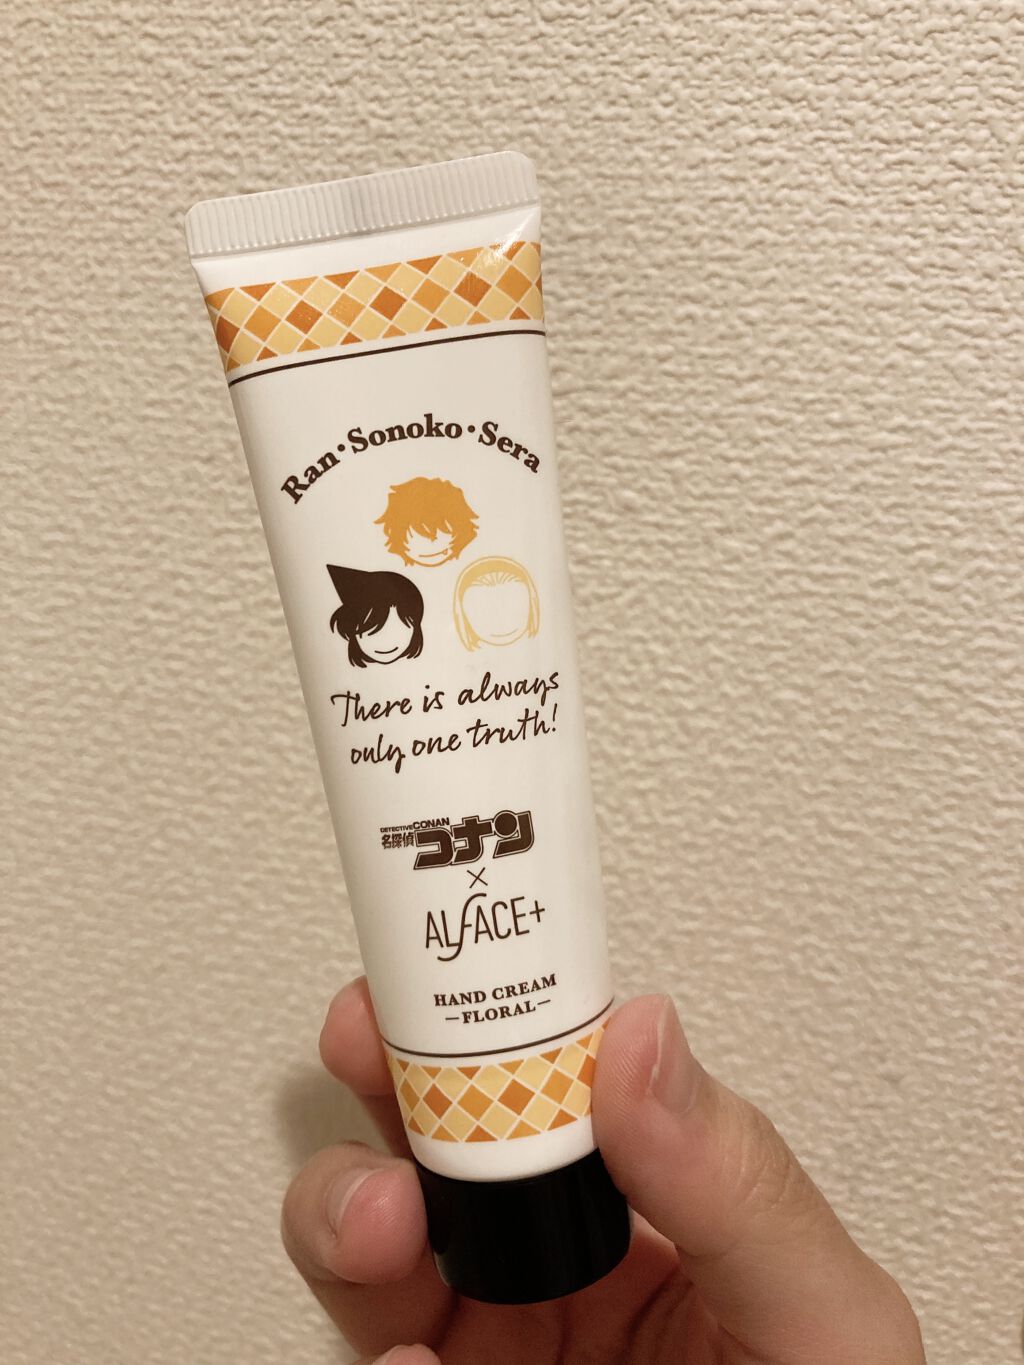 Ran・Sonoko・Sera
There is always
only one truth!
DETECTIVE CONAN
名探偵
コナン
×
ALFACE+
HAND CREAM
—FLORAL—